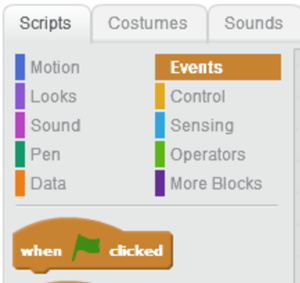 Scripts Costumes Sounds
Motion Events
Looks Control
Sound Sensing
Pen Operators
Data More Blocks
when clicked